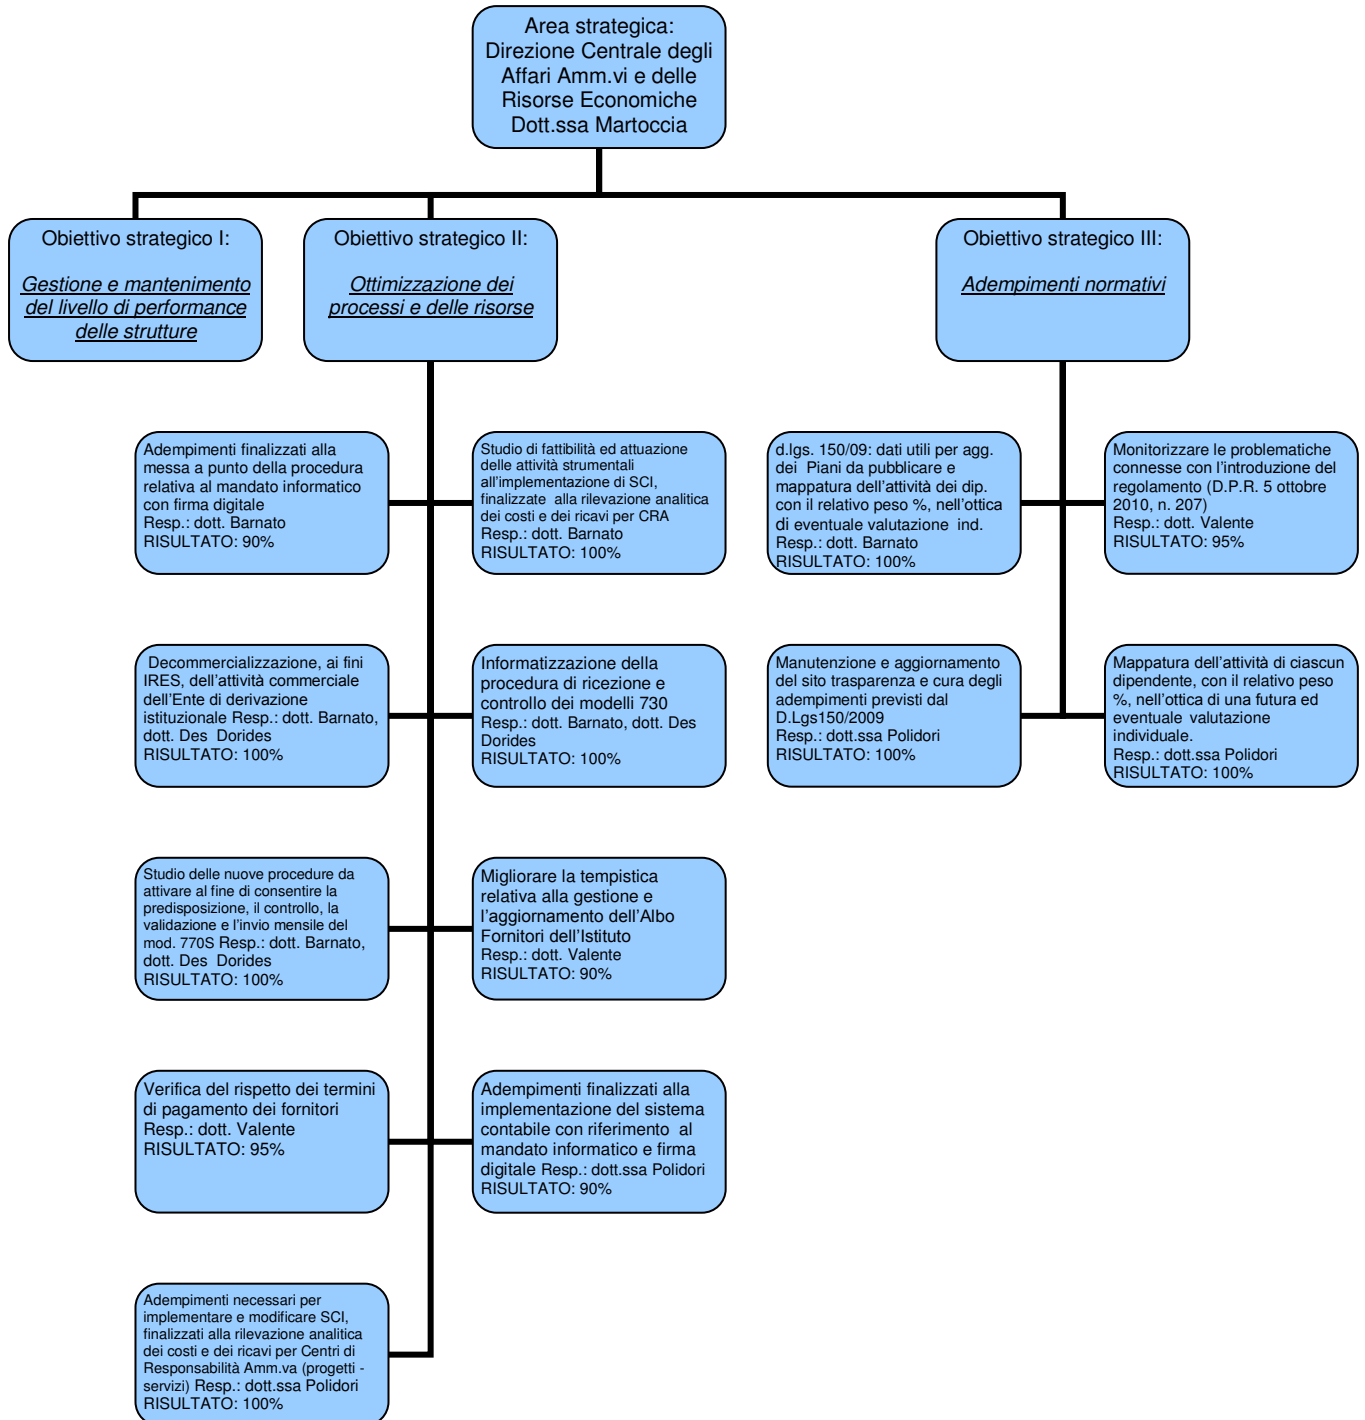 Area strategica:
Direzione Centrale degli
Affari Amm.vi e delle
Risorse Economiche
Dott.ssa Martoccia
Obiettivo strategico I:
Gestione e mantenimento
del livello di performance
delle strutture
Obiettivo strategico II:
Ottimizzazione dei
processi e delle risorse
Obiettivo strategico III:
Adempimenti normativi
Adempimenti finalizzati alla
messa a punto della procedura
relativa al mandato informatico
con firma digitale
Resp.: dott. Barnato
RISULTATO: 90%
Studio di fattibilità ed attuazione
delle attività strumentali
all'implementazione di SCI,
finalizzate alla rilevazione analitica
dei costi e dei ricavi per CRA
Resp.: dott. Barnato
RISULTATO: 100%
d.lgs. 150/09: dati utili per agg.
dei Piani da pubblicare e
mappatura dell'attività dei dip.
con il relativo peso %, nell'ottica
di eventuale valutazione ind.
Resp.: dott. Barnato
RISULTATO: 100%
Monitorizzare le problematiche
connesse con l'introduzione del
regolamento (D.P.R. 5 ottobre
2010, n. 207)
Resp.: dott. Valente
RISULTATO: 95%
Decommercializzazione, ai fini
IRES, dell'attività commerciale
dell'Ente di derivazione
istituzionale Resp.: dott. Barnato,
dott. Des Dorides
RISULTATO: 100%
Informatizzazione della
procedura di ricezione e
controllo dei modelli 730
Resp.: dott. Barnato, dott. Des
Dorides
RISULTATO: 100%
Manutenzione e aggiornamento
del sito trasparenza e cura degli
adempimenti previsti dal
D.Lgs150/2009
Resp.: dott.ssa Polidori
RISULTATO: 100%
Mappatura dell'attività di ciascun
dipendente, con il relativo peso
%, nell'ottica di una futura ed
eventuale valutazione
individuale.
Resp.: dott.ssa Polidori
RISULTATO: 100%
Studio delle nuove procedure da
attivare al fine di consentire la
predisposizione, il controllo, la
validazione e l'invio mensile del
mod. 770S Resp.: dott. Barnato,
dott. Des Dorides
RISULTATO: 100%
Migliorare la tempistica
relativa alla gestione e
l'aggiornamento dell'Albo
Fornitori dell'Istituto
Resp.: dott. Valente
RISULTATO: 90%
Verifica del rispetto dei termini
di pagamento dei fornitori
Resp.: dott. Valente
RISULTATO: 95%
Adempimenti finalizzati alla
implementazione del sistema
contabile con riferimento al
mandato informatico e firma
digitale Resp.: dott.ssa Polidori
RISULTATO: 90%
Adempimenti necessari per
implementare e modificare SCI,
finalizzati alla rilevazione analitica
dei costi e dei ricavi per Centri di
Responsabilità Amm.va (progetti -
servizi) Resp.: dott.ssa Polidori
RISULTATO: 100%